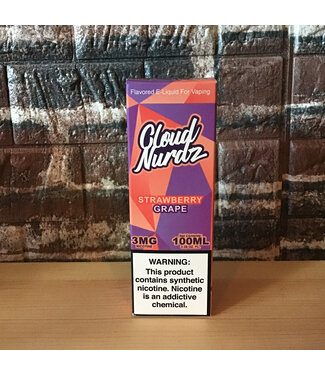 Flavored E-Liquid For Vaping
Cloud
Nurdz
STRAWBERRY
GRAPE
3MG 100ML
NICOTINE
WARNING:
This product
contains synthetic
nicotine. Nicotine
is an addictive
chemical.